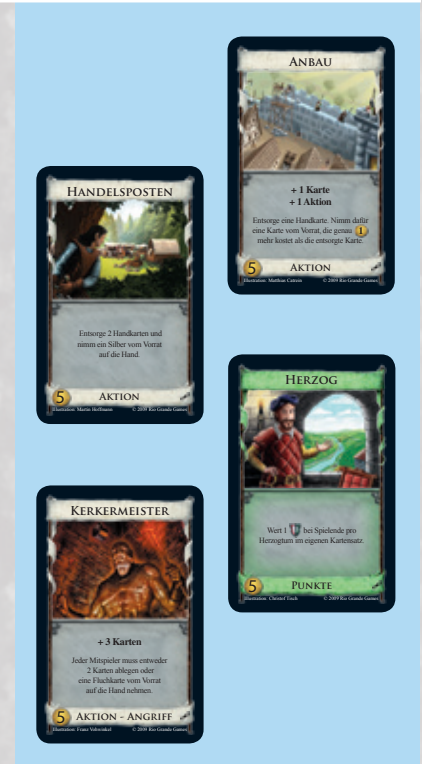 ANBAU
+ 1 Karte
+ 1 Aktion
Entsorge eine Handkarte. Nimm dafür
eine Karte vom Vorrat, die genau 1
mehr kostet als die entsorgte Karte.
5 AKTION
Illustration: Matthias Catrein © 2009 Rio Grande Games
HANDELSPOSTEN
Entsorge 2 Handkarten und
nimm ein Silber vom Vorrat
auf die Hand.
5 AKTION
Illustration: Martin Hoffmann © 2009 Rio Grande Games
HERZOG
Wert 1 bei Spielende pro
Herzogtum im eigenen Kartensatz.
5 PUNKTE
Illustration: Christof Tisch © 2009 Rio Grande Games
KERKERMEISTER
+ 3 Karten
Jeder Mitspieler muss entweder
2 Karten ablegen oder
eine Fluchkarte vom Vorrat
auf die Hand nehmen.
5 AKTION - ANGRIFF
Illustration: Franz Vohwinkel © 2009 Rio Grande Games